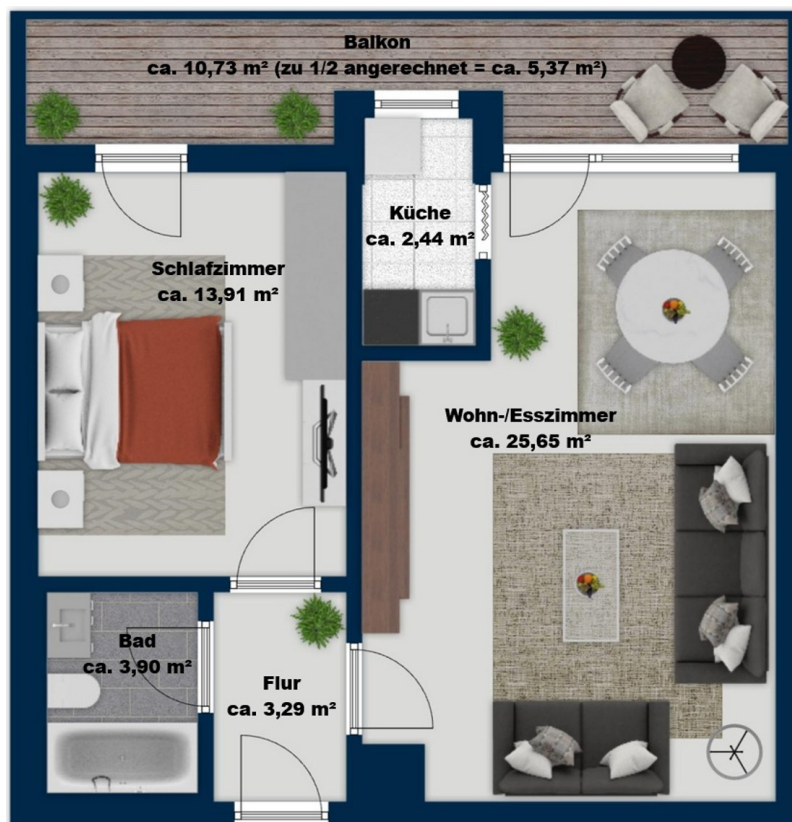 Balkon
ca. 10,73 m² (zu 1/2 angerechnet = ca. 5,37 m²)
Küche
ca. 2,44 m²
Schlafzimmer
ca. 13,91 m²
Wohn-/Esszimmer
ca. 25,65 m²
Bad
ca. 3,90 m²
Flur
ca. 3,29 m²